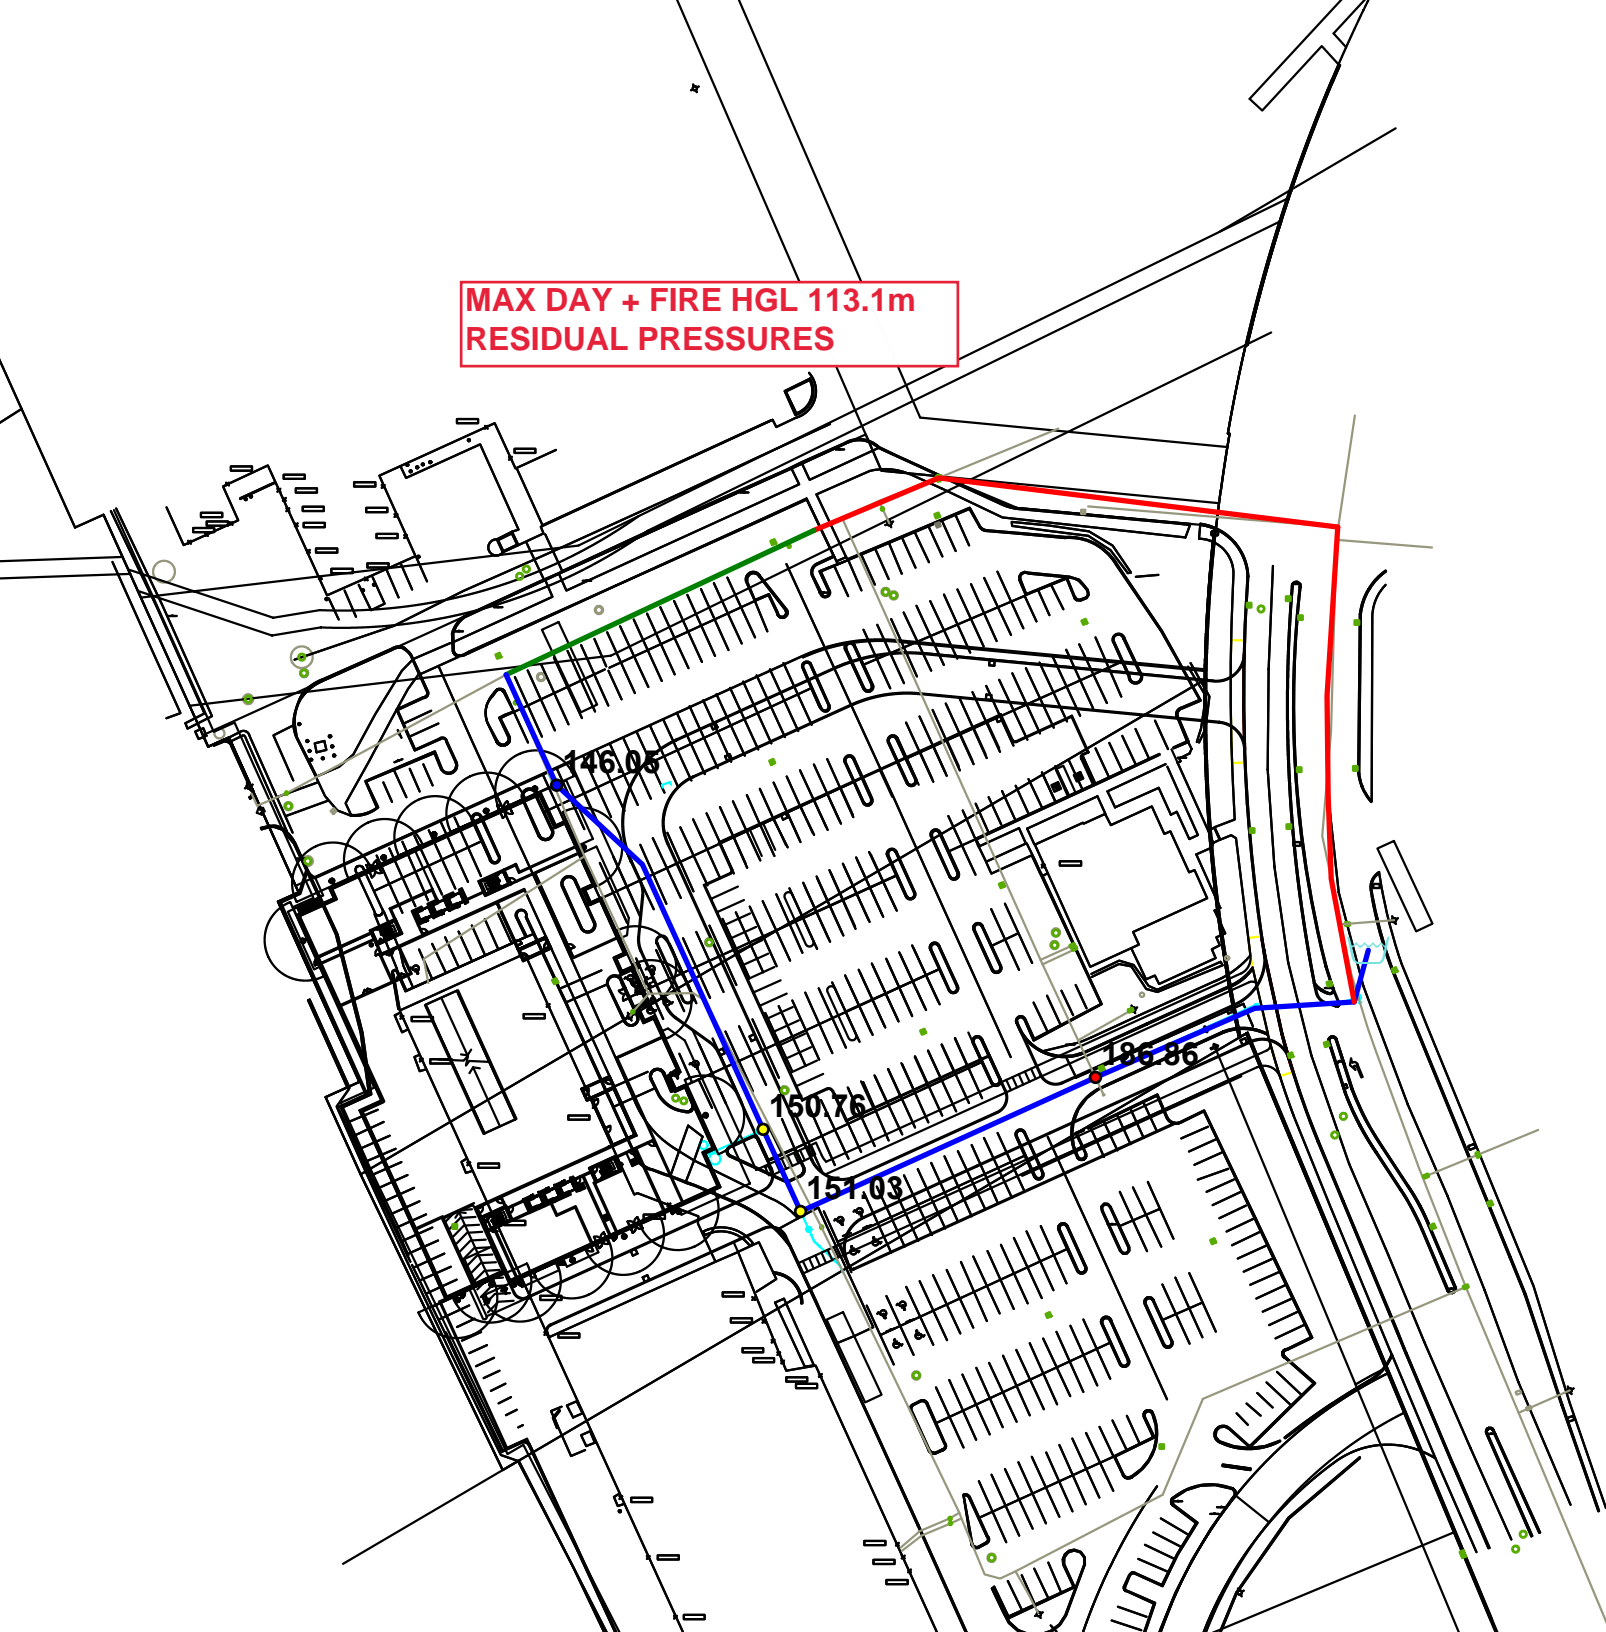 MAX DAY + FIRE HGL 113.1m
RESIDUAL PRESSURES
146.05
186.86
150.76
151.03